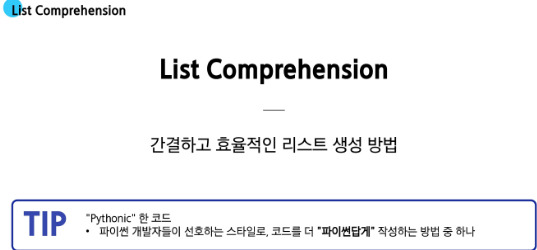 List Comprehension
List Comprehension
간결하고 효율적인 리스트 생성 방법
TIP
"Pythonic" 한 코드
• 파이썬 개발자들이 선호하는 스타일로, 코드를 더 "파이썬답게" 작성하는 방법 중 하나